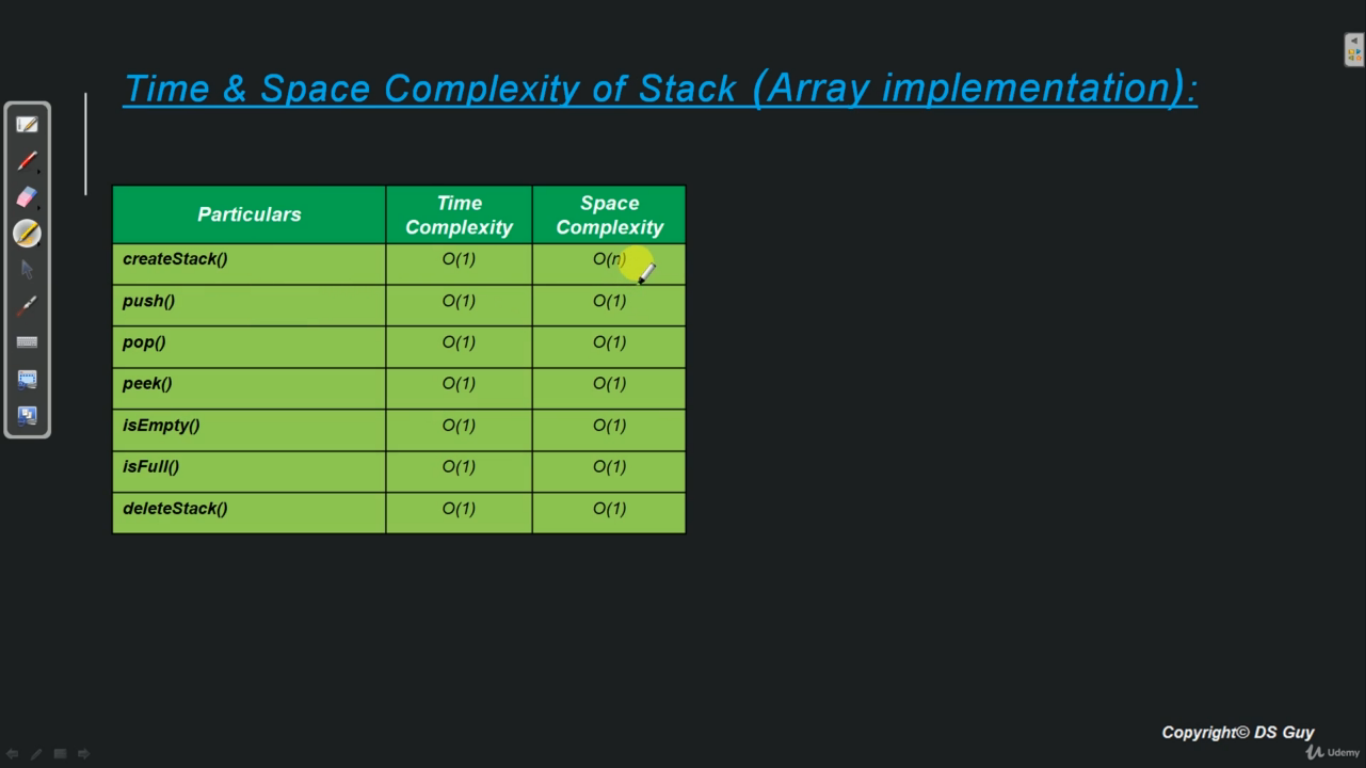 Time & Space Complexity of Stack (Array implementation):
Particulars Time Complexity Space Complexity
createStack() O(1) O(n)
push() O(1) O(1)
pop() O(1) O(1)
peek() O(1) O(1)
isEmpty() O(1) O(1)
isFull() O(1) O(1)
deleteStack() O(1) O(1)
Copyright© DS Guy
Udemy